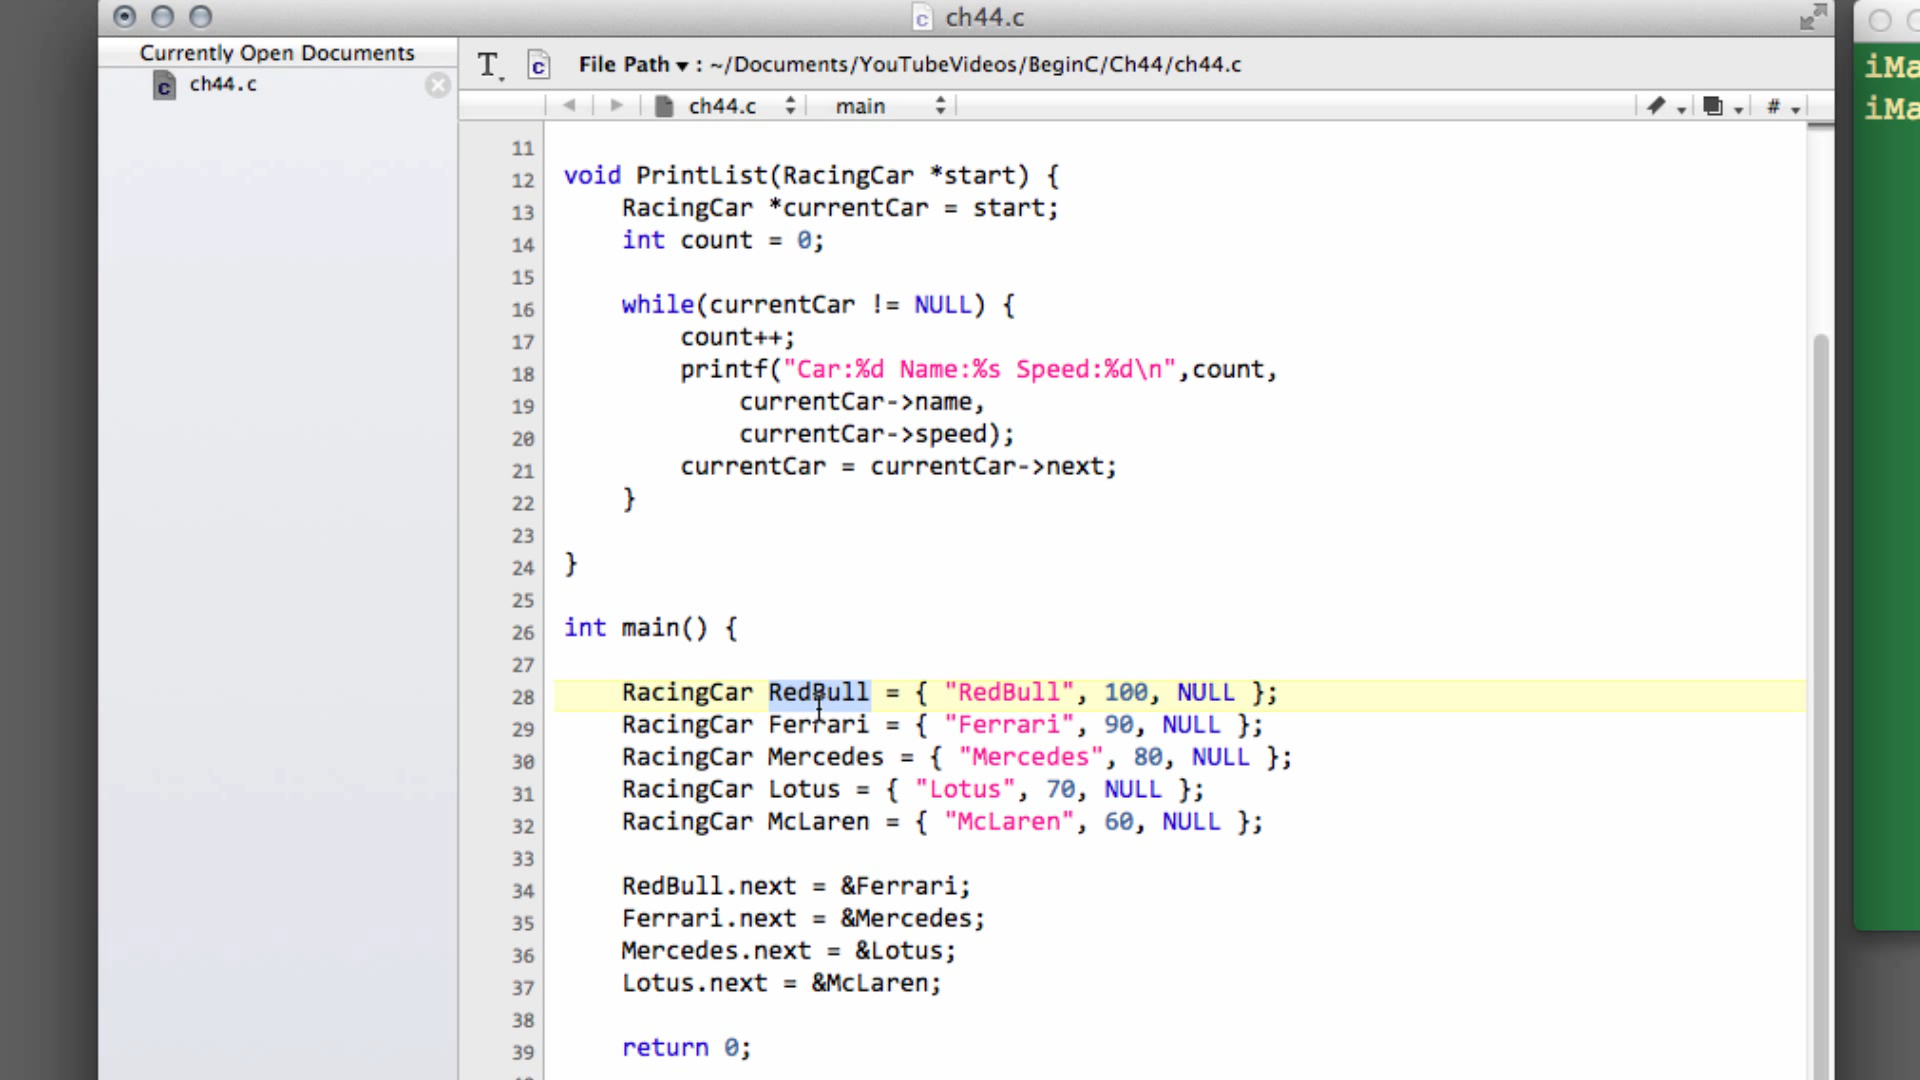 ch44.c
Currently Open Documents
ch44.c
T
File Path ▾ : ~/Documents/YouTubeVideos/BeginC/Ch44/ch44.c
ch44.c main #
11
12 void PrintList(RacingCar *start) {
13     RacingCar *currentCar = start;
14     int count = 0;
15
16     while(currentCar != NULL) {
17         count++;
18         printf("Car:%d Name:%s Speed:%d\n",count,
19             currentCar->name,
20             currentCar->speed);
21         currentCar = currentCar->next;
22     }
23
24 }
25
26 int main() {
27
28     RacingCar RedBull = { "RedBull", 100, NULL };
29     RacingCar Ferrari = { "Ferrari", 90, NULL };
30     RacingCar Mercedes = { "Mercedes", 80, NULL };
31     RacingCar Lotus = { "Lotus", 70, NULL };
32     RacingCar McLaren = { "McLaren", 60, NULL };
33
34     RedBull.next = &Ferrari;
35     Ferrari.next = &Mercedes;
36     Mercedes.next = &Lotus;
37     Lotus.next = &McLaren;
38
39     return 0;
iMa
iMa